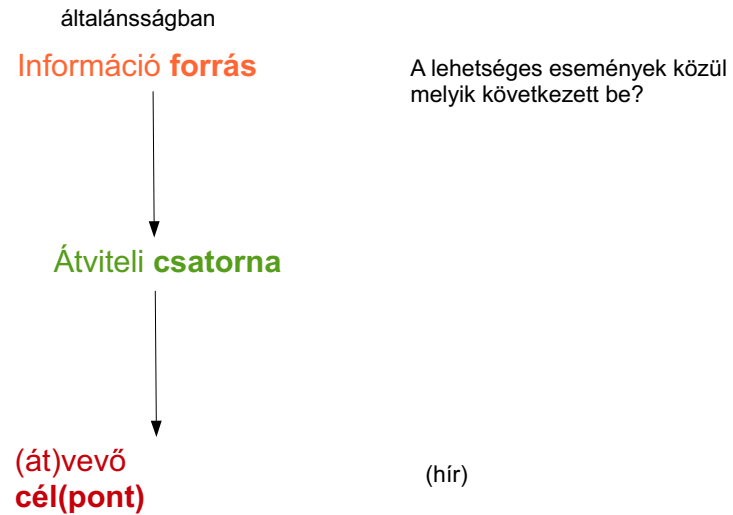 általánsságban
Információ forrás
A lehetséges események közül
melyik következett be?
Átviteli csatorna
(át)vevő
cél(pont)
(hír)